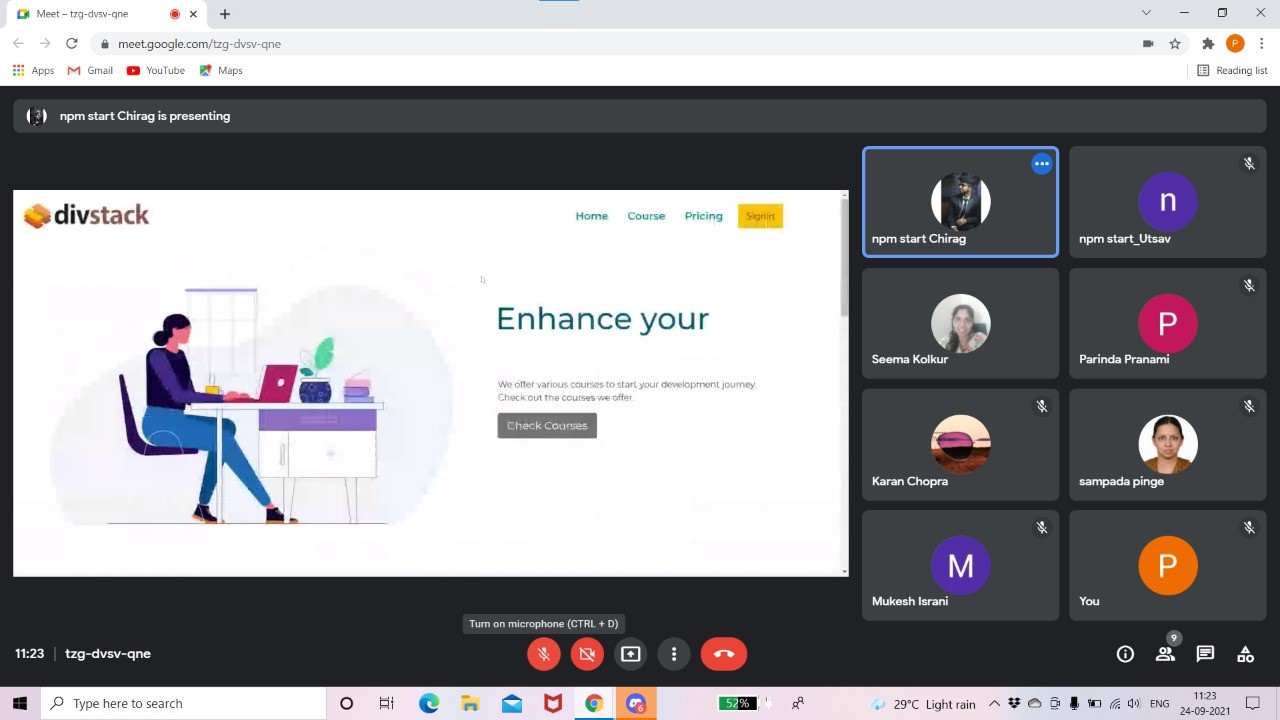 Meet – tzg-dvsv-qne
meet.google.com/tzg-dvsv-qne
P
Apps
Gmail
YouTube
Maps
Reading list
npm start Chirag is presenting
divstack
Home
Course
Pricing
Signin
Enhance your
We offer various courses to start your development journey.
Check out the courses we offer.
Check Courses
npm start Chirag
n
npm start_Utsav
Seema Kolkur
P
Parinda Pranami
Karan Chopra
sampada pinge
M
Mukesh Israni
P
You
Turn on microphone (CTRL + D)
11:23
tzg-dvsv-qne
9
Type here to search
6
52%
29°C Light rain
ENG
11:23
24-09-2021